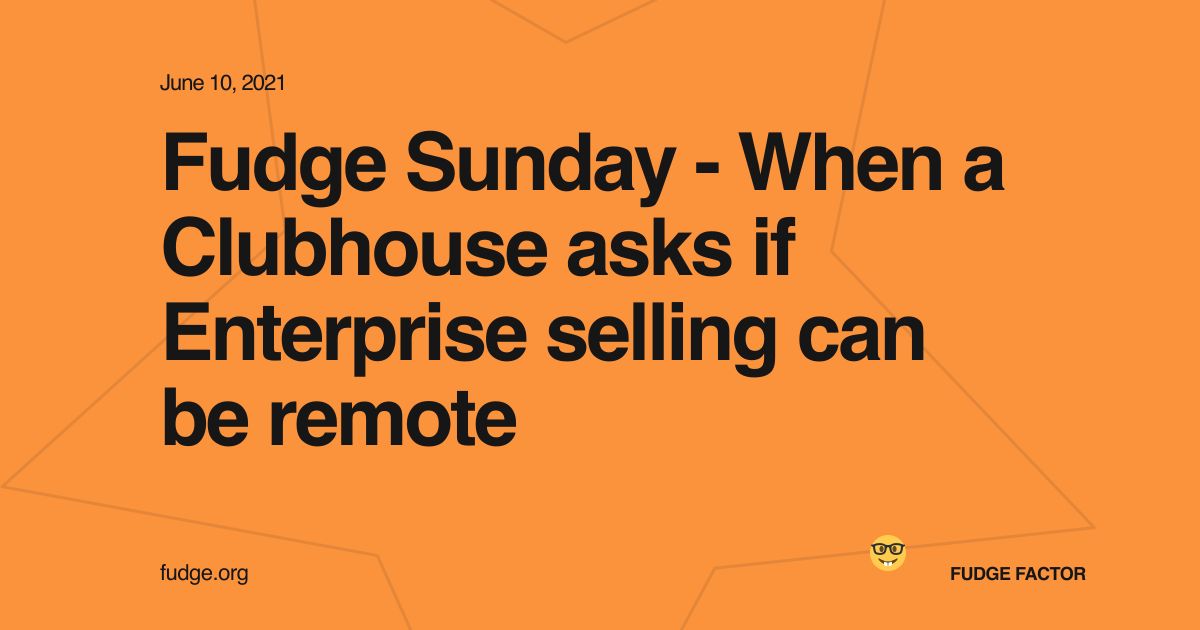 June 10, 2021
Fudge Sunday - When a
Clubhouse asks if
Enterprise selling can
be remote
fudge.org
FUDGE FACTOR